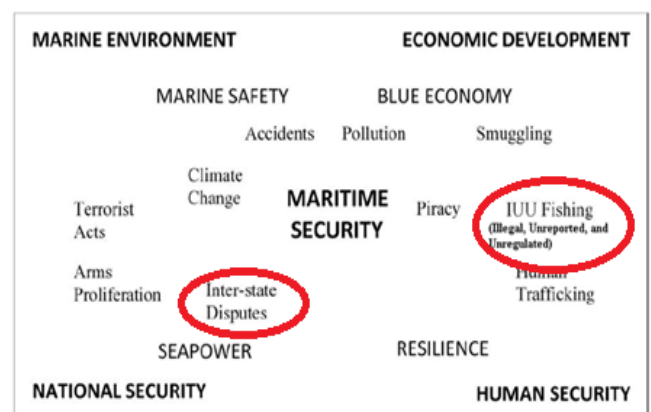 MARINE ENVIRONMENT ECONOMIC DEVELOPMENT
MARINE SAFETY BLUE ECONOMY
Accidents Pollution Smuggling
Climate
Change
MARITIME
SECURITY
Piracy
IUU Fishing
(Illegal, Unreported, and
Unregulated)
Terrorist
Acts
Arms
Proliferation
Inter-state
Disputes
Human
Trafficking
SEAPOWER RESILIENCE
NATIONAL SECURITY HUMAN SECURITY